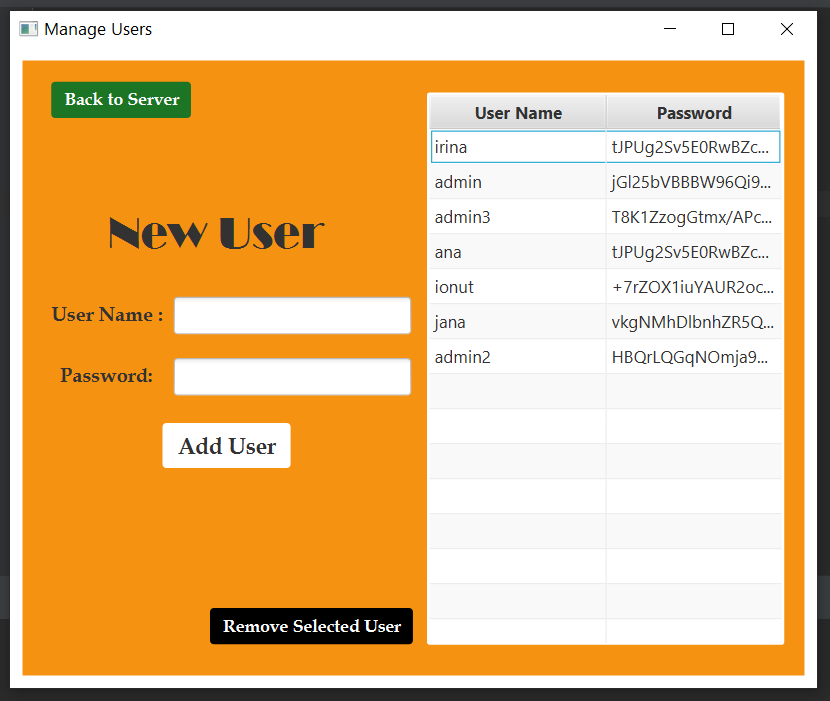 Manage Users
Back to Server
New User
User Name :
Password:
Add User
Remove Selected User
User Name Password
irina tJPUg2Sv5E0RwBZc...
admin jGl25bVBBBW96Qi9...
admin3 T8K1ZzogGtmx/APc...
ana tJPUg2Sv5E0RwBZc...
ionut +7rZOX1iuYAUR2oc...
jana vkgNMhDlbnhZR5Q...
admin2 HBQrLQGqNOmja9...